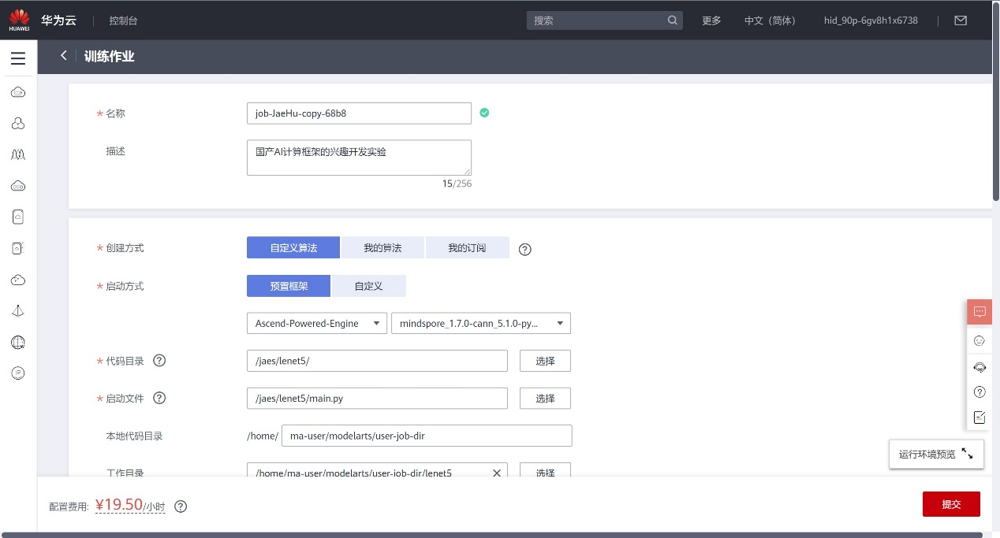 HUAWEI 华为云 控制台 搜索 更多 中文（简体） hid_90p-6gv8h1x6738
训练作业
* 名称 job-JaeHu-copy-68b8
描述 国产AI计算框架的兴趣开发实验
15/256
* 创建方式 自定义算法 我的算法 我的订阅
* 启动方式 预置框架 自定义
Ascend-Powered-Engine mindspore_1.7.0-cann_5.1.0-py...
* 代码目录 /jaes/lenet5/ 选择
* 启动文件 /jaes/lenet5/main.py 选择
本地代码目录 /home/ ma-user/modelarts/user-job-dir
运行环境预览
工作目录 /home/ma-user/modelarts/user-job-dir/lenet5 选择
配置费用: ¥19.50/小时 提交